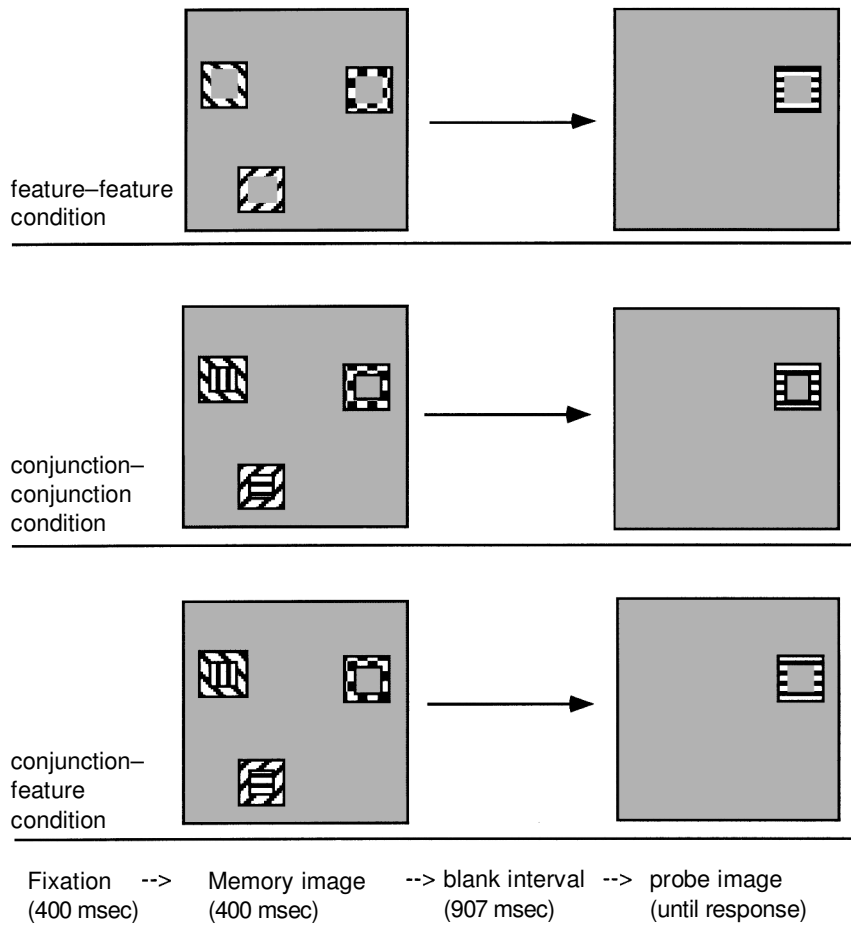 feature–feature
condition
conjunction–
conjunction
condition
conjunction–
feature
condition
Fixation --> Memory image --> blank interval --> probe image
(400 msec) (400 msec) (907 msec) (until response)